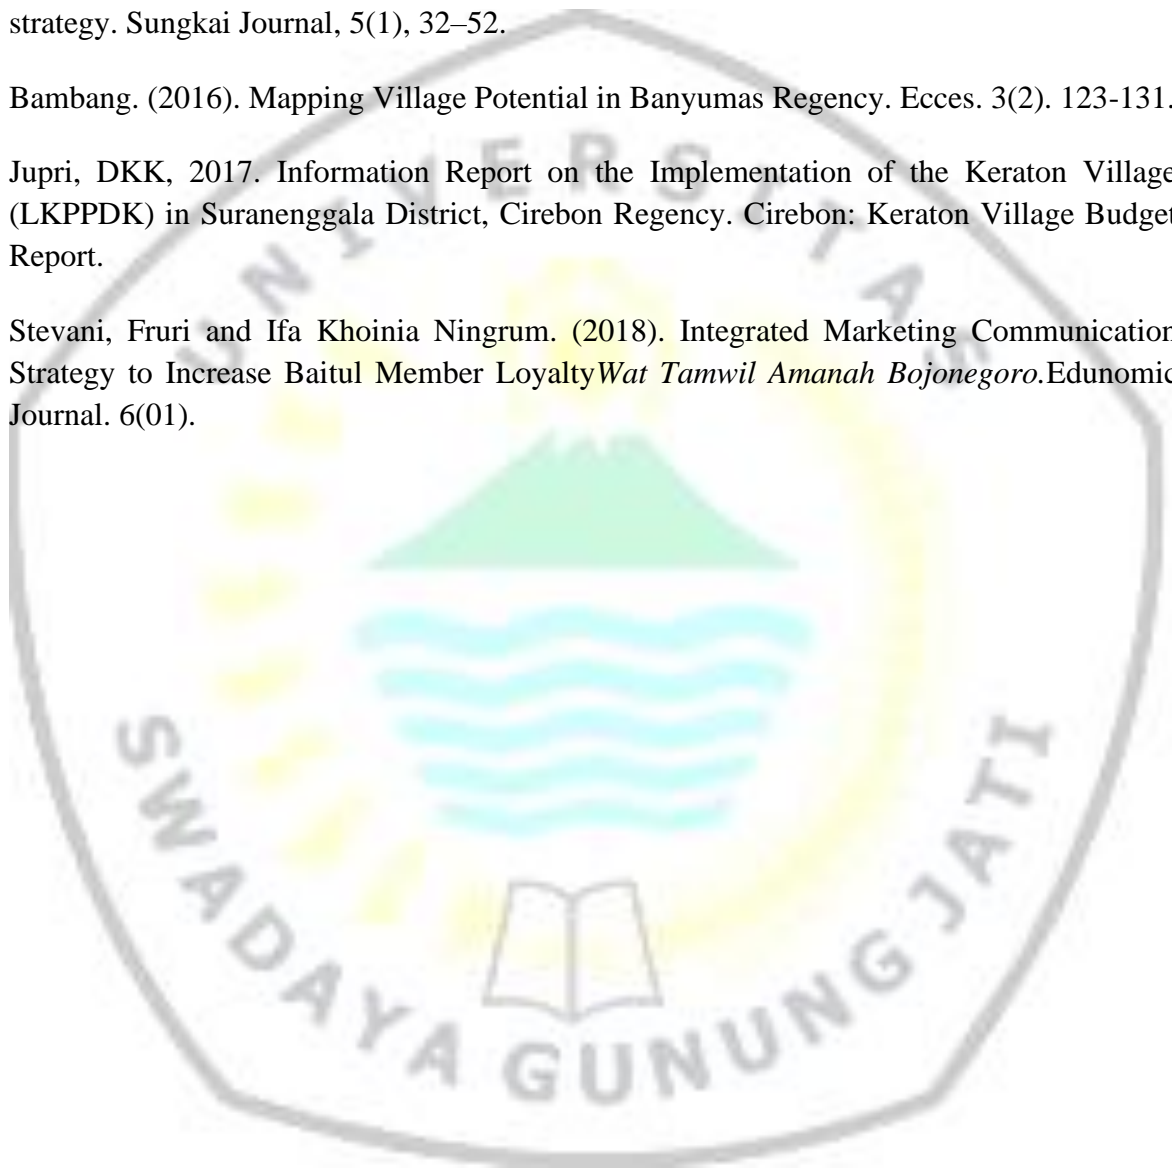 strategy. Sungkai Journal, 5(1), 32–52.
Bambang. (2016). Mapping Village Potential in Banyumas Regency. Ecces. 3(2). 123-131.
Jupri, DKK, 2017. Information Report on the Implementation of the Keraton Village
(LKPPDK) in Suranenggala District, Cirebon Regency. Cirebon: Keraton Village Budget
Report.
Stevani, Fruri and Ifa Khoinia Ningrum. (2018). Integrated Marketing Communication
Strategy to Increase Baitul Member LoyaltyWat Tamwil Amanah Bojonegoro.Edunomic
Journal. 6(01).
UNIVERSITAS
SWADAYA GUNUNG JATI